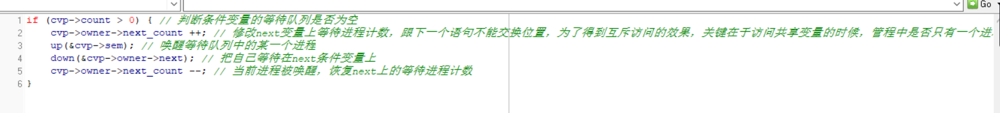 Go
1 if (cvp->count > 0) { // 判断条件变量的等待队列是否为空
2 cvp->owner->next_count ++; // 修改next变量上等待进程计数，跟下一个语句不能交换位置，为了得到互斥访问的效果，关键在于访问共享变量的时候，管程中是否只有一个进
3 up(&cvp->sem); // 唤醒等待队列中的某一个进程
4 down(&cvp->owner->next); // 把自己等待在next条件变量上
5 cvp->owner->next_count --; // 当前进程被唤醒，恢复next上的等待进程计数
6 }